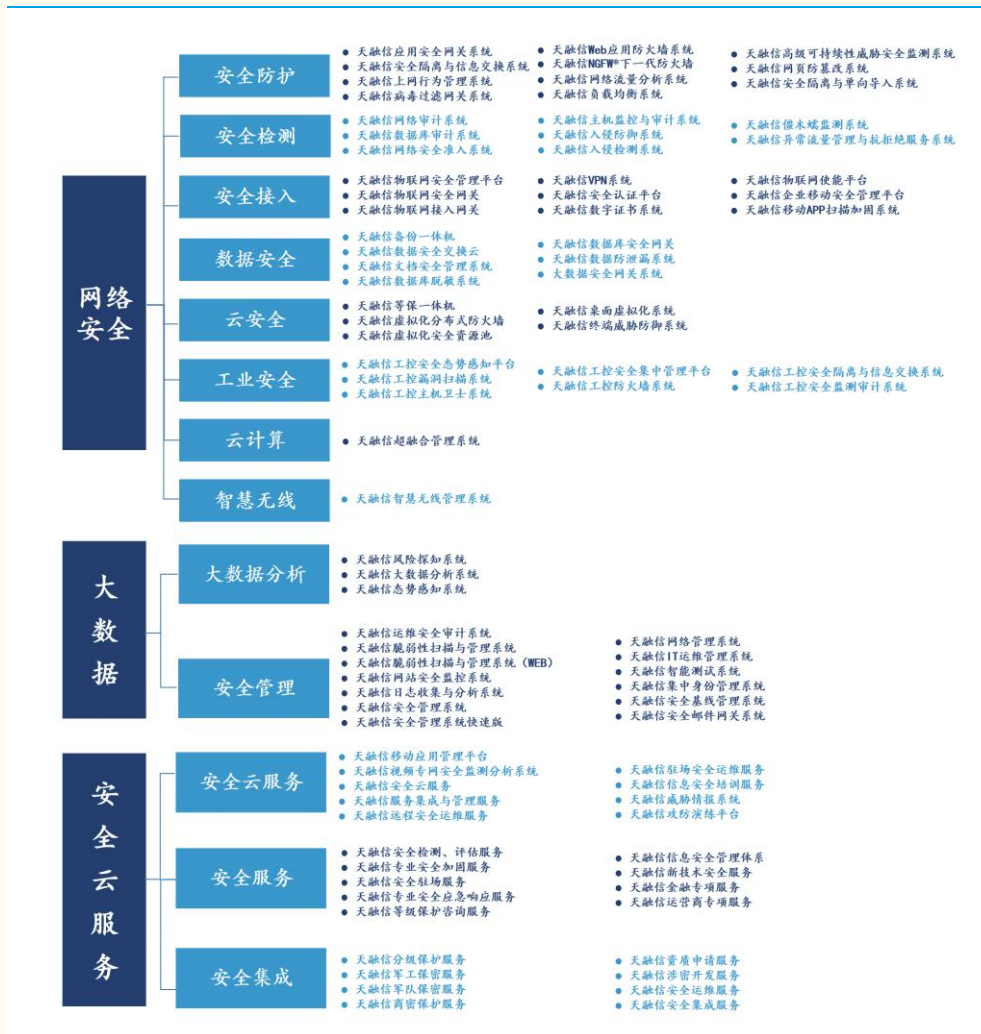 网络
安全
安全防护
天融信应用安全网关系统
天融信安全隔离与信息交换系统
天融信上网行为管理系统
天融信病毒过滤网关系统
天融信Web应用防火墙系统
天融信NGFW®下一代防火墙
天融信网络流量分析系统
天融信负载均衡系统
天融信高级可持续性威胁安全监测系统
天融信网页防篡改系统
天融信安全隔离与单向导入系统
安全检测
天融信网络审计系统
天融信数据库审计系统
天融信网络安全准入系统
天融信主机监控与审计系统
天融信入侵防御系统
天融信入侵检测系统
天融信僵木蠕监测系统
天融信异常流量管理与抗拒绝服务系统
安全接入
天融信物联网安全管理平台
天融信物联网安全网关
天融信物联网接入网关
天融信VPN系统
天融信安全认证平台
天融信数字证书系统
天融信物联网使能平台
天融信企业移动安全管理平台
天融信移动APP扫描加固系统
数据安全
天融信备份一体机
天融信数据安全交换云
天融信文档安全管理系统
天融信数据库脱敏系统
天融信数据库安全网关
天融信数据防泄漏系统
大数据安全网关系统
云安全
天融信等保一体机
天融信虚拟化分布式防火墙
天融信虚拟化安全资源池
天融信桌面虚拟化系统
天融信终端威胁防御系统
工业安全
天融信工控安全态势感知平台
天融信工控漏洞扫描系统
天融信工控主机卫士系统
天融信工控安全集中管理平台
天融信工控防火墙系统
天融信工控安全隔离与信息交换系统
天融信工控安全监测审计系统
云计算
天融信超融合管理系统
智慧无线
天融信智慧无线管理系统
大
数
据
大数据分析
天融信风险探知系统
天融信大数据分析系统
天融信态势感知系统
安全管理
天融信运维安全审计系统
天融信脆弱性扫描与管理系统
天融信脆弱性扫描与管理系统（WEB）
天融信网站安全监控系统
天融信日志收集与分析系统
天融信安全管理系统
天融信安全管理系统快速版
天融信网络管理系统
天融信IT运维管理系统
天融信智能测试系统
天融信集中身份管理系统
天融信安全基线管理系统
天融信安全邮件网关系统
安
全
云
服
务
安全云服务
天融信移动应用管理平台
天融信视频专网安全监测分析系统
天融信安全云服务
天融信服务集成与管理服务
天融信远程安全运维服务
天融信驻场安全运维服务
天融信信息安全培训服务
天融信威胁情报系统
天融信攻防演练平台
安全服务
天融信安全检测、评估服务
天融信专业安全加固服务
天融信安全驻场服务
天融信专业安全应急响应服务
天融信等级保护咨询服务
天融信信息安全管理体系
天融信新技术安全服务
天融信金融专项服务
天融信运营商专项服务
安全集成
天融信分级保护服务
天融信军工保密服务
天融信军队保密服务
天融信商密保护服务
天融信资质申请服务
天融信涉密开发服务
天融信安全运维服务
天融信安全集成服务